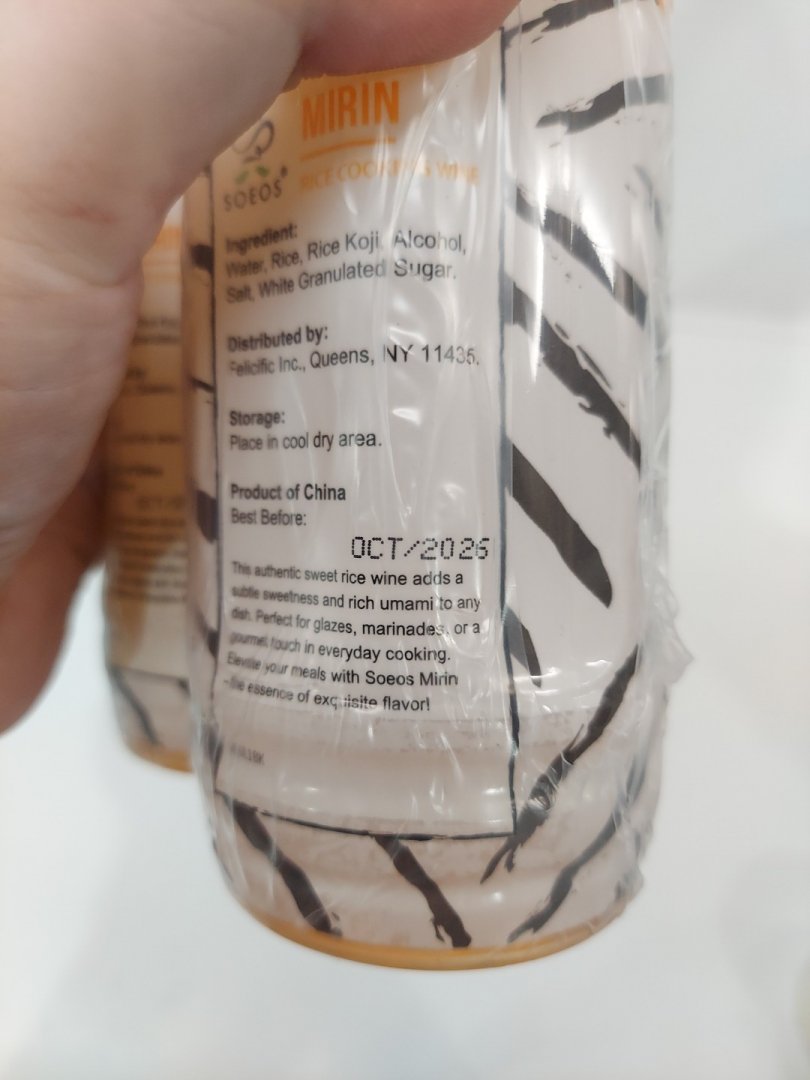 MIRIN
SOEOS
RICE COOKING WINE
Ingredient:
Water, Rice, Rice Koji, Alcohol,
Salt, White Granulated Sugar.
Distributed by:
Felicific Inc., Queens, NY 11435.
Storage:
Place in cool dry area.
Product of China
Best Before:
OCT/2026
This authentic sweet rice wine adds a
subtle sweetness and rich umami to any
dish. Perfect for glazes, marinades, or a
gourmet touch in everyday cooking.
Elevate your meals with Soeos Mirin
-the essence of exquisite flavor!